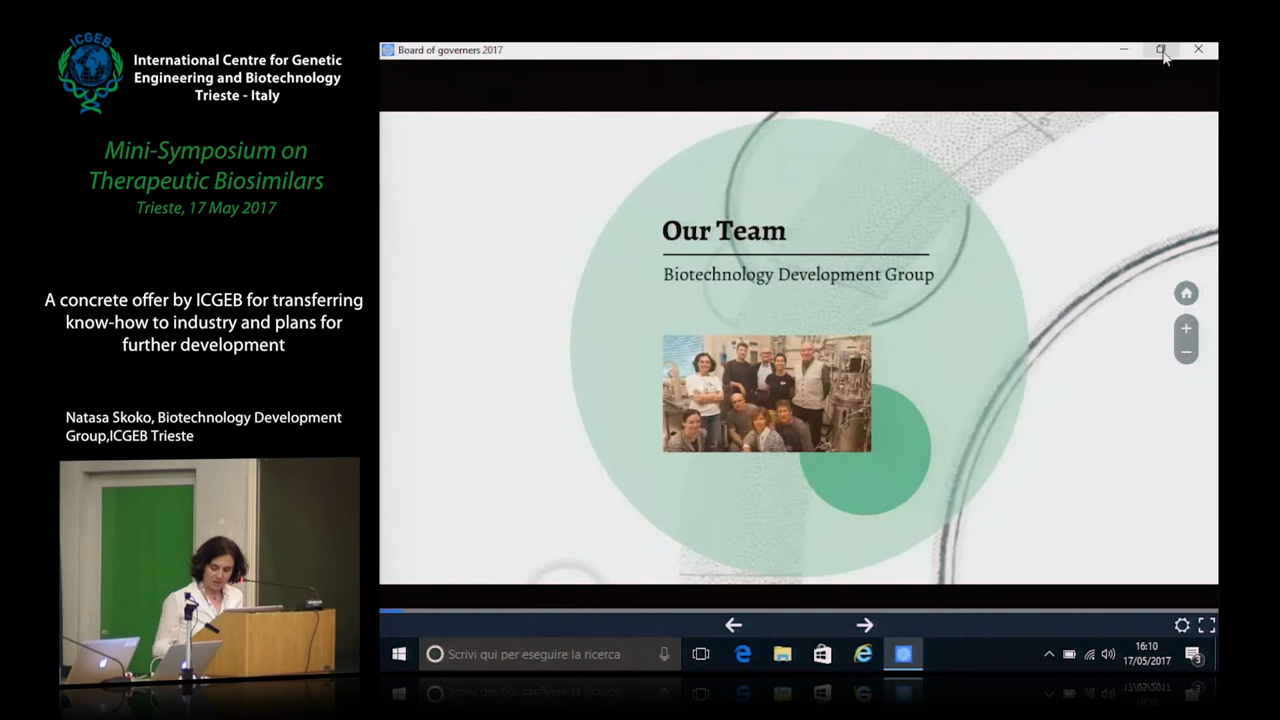 ICGEB
International Centre for Genetic
Engineering and Biotechnology
Trieste - Italy
Mini-Symposium on
Therapeutic Biosimilars
Trieste, 17 May 2017
A concrete offer by ICGEB for transferring
know-how to industry and plans for
further development
Natasa Skoko, Biotechnology Development
Group,ICGEB Trieste
Board of governers 2017
Our Team
Biotechnology Development Group
Scrivi qui per eseguire la ricerca
16:10
17/05/2017
3